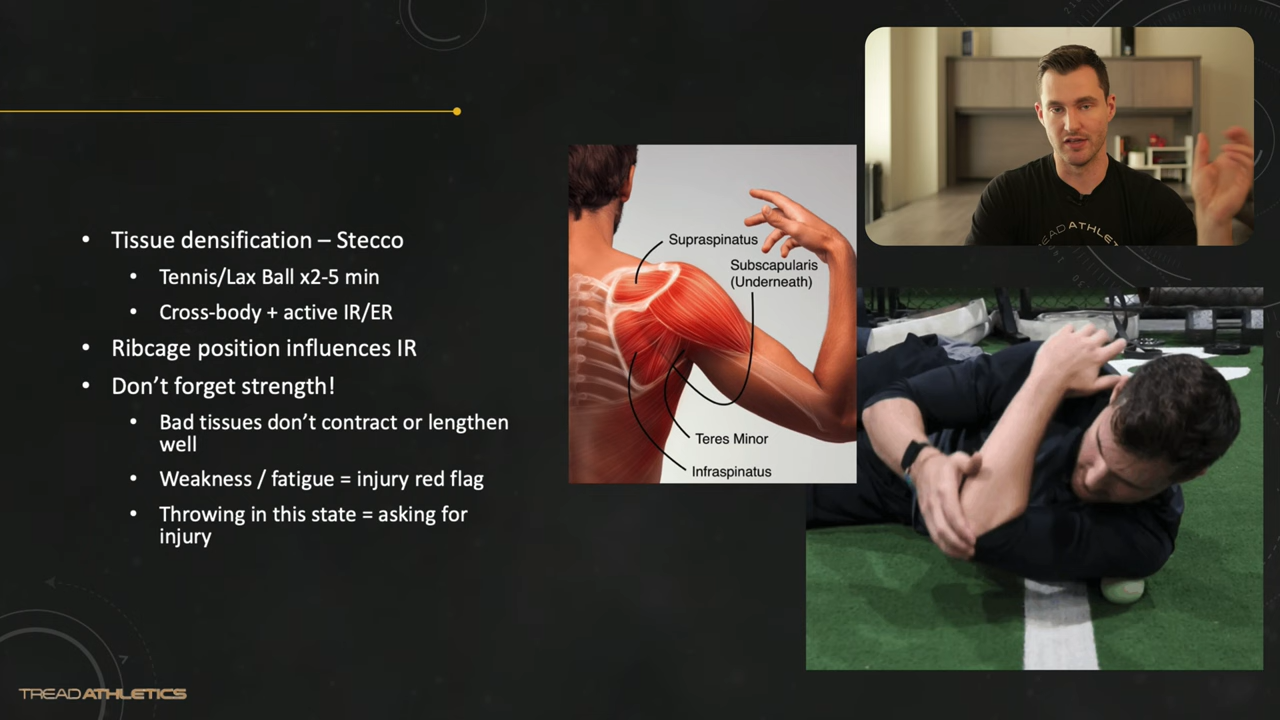 • Tissue densification – Stecco
• Tennis/Lax Ball x2-5 min
• Cross-body + active IR/ER
• Ribcage position influences IR
• Don't forget strength!
• Bad tissues don't contract or lengthen
well
• Weakness / fatigue = injury red flag
• Throwing in this state = asking for
injury
Supraspinatus
Subscapularis
(Underneath)
Teres Minor
Infraspinatus
READ ATHLET
TREADATHLETICS